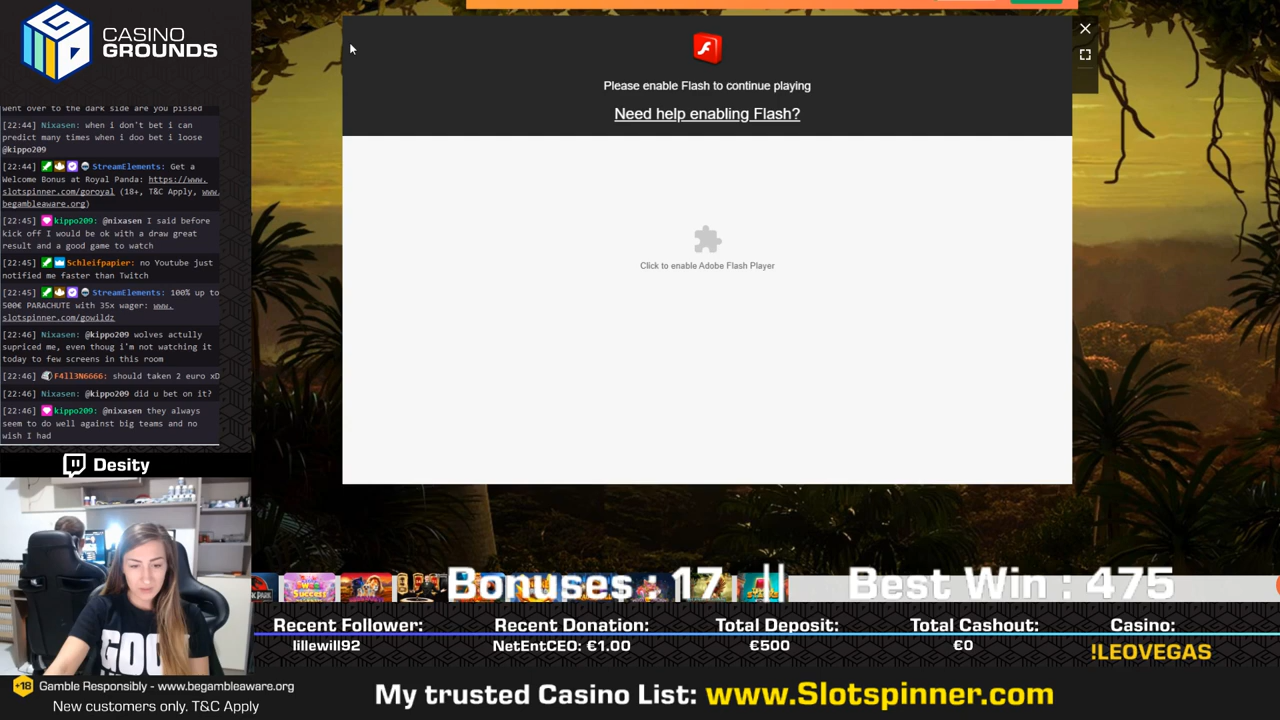 CASINO
GROUNDS
went over to the dark side are you pissed
[22:44] Nixasen: when i don't bet i can
predict many times when i doo bet i loose
@kippo209
[22:44] StreamElements: Get a
Welcome Bonus at Royal Panda: https://www.
slotspinner.com/goroyal (18+, T&C Apply, www.
begambleaware.org)
[22:45] kippo209: @nixasen I said before
kick off I would be ok with a draw great
result and a good game to watch
[22:45] Schleifpapier: no Youtube just
notified me faster than Twitch
[22:45] StreamElements: 100% up to
500€ PARACHUTE with 35x wager: www.
slotspinner.com/gowildz
[22:46] Nixasen: @kippo209 wolves actully
supriced me, even thoug i'm not watching it
today to few screens in this room
[22:46] F4ll3N6666: should taken 2 euro xD
[22:46] Nixasen: @kippo209 did u bet on it?
[22:46] kippo209: @nixasen they always
seem to do well against big teams and no
wish I had
Desity
Please enable Flash to continue playing
Need help enabling Flash?
Click to enable Adobe Flash Player
GOO
Bonuses : 17 || Best Win : 475
Recent Follower:
lillewill92
Recent Donation:
NetEntCEO: €1.00
Total Deposit:
€500
Total Cashout:
€0
Casino:
!LEOVEGAS
+18 Gamble Responsibly - www.begambleaware.org
New customers only. T&C Apply
My trusted Casino List: www.Slotspinner.com